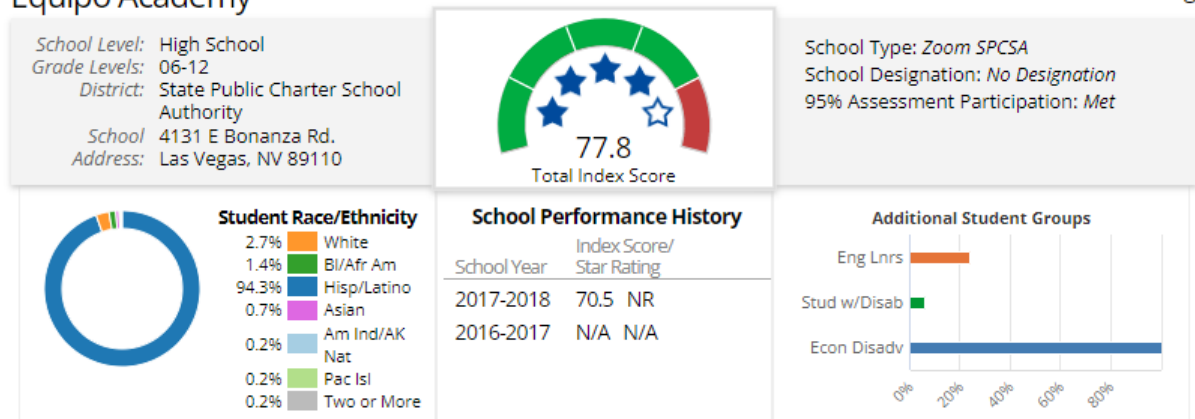 Equipo Academy
School Level: High School
Grade Levels: 06-12
District: State Public Charter School
Authority
School 4131 E Bonanza Rd.
Address: Las Vegas, NV 89110
77.8
Total Index Score
School Type: Zoom SPCSA
School Designation: No Designation
95% Assessment Participation: Met
Student Race/Ethnicity
2.7% White
1.4% Bl/Afr Am
94.3% Hisp/Latino
0.7% Asian
0.2% Am Ind/AK
Nat
0.2% Pac Isl
0.2% Two or More
School Performance History
Index Score/
School Year Star Rating
2017-2018 70.5 NR
2016-2017 N/A N/A
Additional Student Groups
Eng Lnrs
Stud w/Disab
Econ Disadv
0% 20% 40% 60% 80%